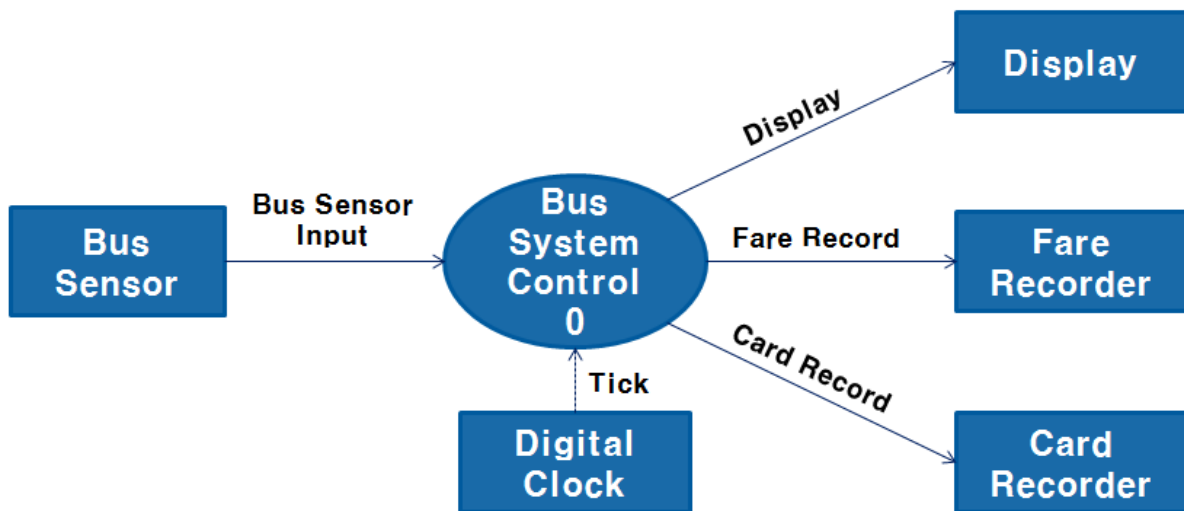 Display
Display
Bus Sensor
Input
Bus
Sensor
Bus
System
Control
0
Fare Record
Fare
Recorder
Card Record
Tick
Digital
Clock
Card
Recorder